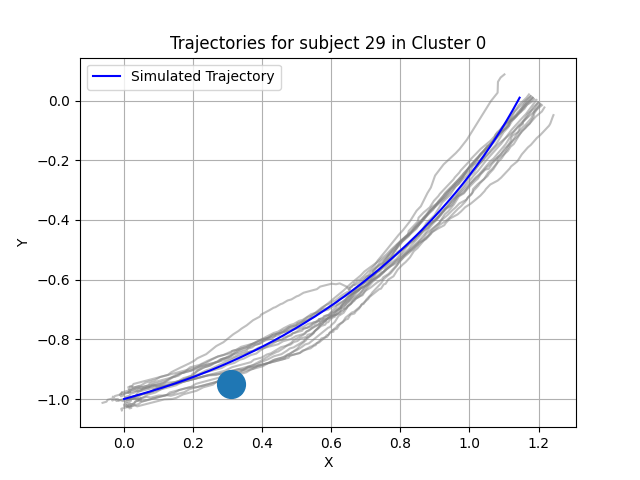 Trajectories for subject 29 in Cluster 0
Simulated Trajectory
Y
0.0
−0.2
−0.4
−0.6
−0.8
−1.0
0.0 0.2 0.4 0.6 0.8 1.0 1.2
X